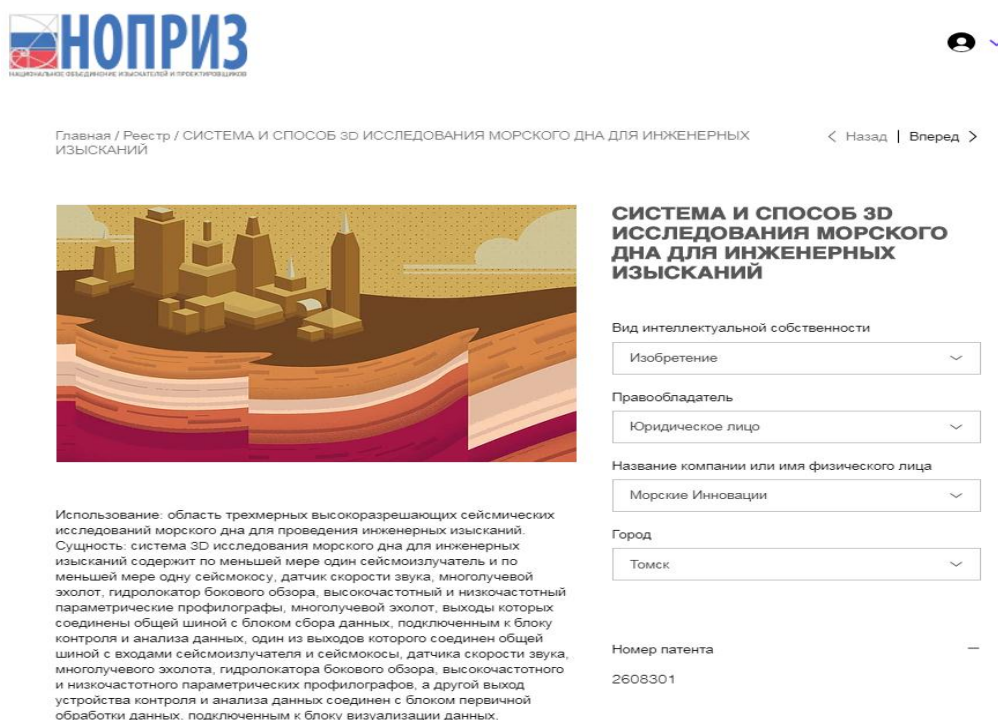 НОПРИЗ
НАЦИОНАЛЬНОЕ ОБЪЕДИНЕНИЕ ИЗЫСКАТЕЛЕЙ И ПРОЕКТИРОВЩИКОВ
Главная / Реестр / СИСТЕМА И СПОСОБ 3D ИССЛЕДОВАНИЯ МОРСКОГО ДНА ДЛЯ ИНЖЕНЕРНЫХ
ИЗЫСКАНИЙ
< Назад | Вперед >
СИСТЕМА И СПОСОБ 3D
ИССЛЕДОВАНИЯ МОРСКОГО
ДНА ДЛЯ ИНЖЕНЕРНЫХ
ИЗЫСКАНИЙ
Вид интеллектуальной собственности
Изобретение
Правообладатель
Юридическое лицо
Название компании или имя физического лица
Морские Инновации
Город
Томск
Номер патента
2608301
Использование: область трехмерных высокоразрешающих сейсмических
исследований морского дна для проведения инженерных изысканий.
Сущность: система 3D исследования морского дна для инженерных
изысканий содержит по меньшей мере один сейсмоизлучатель и по
меньшей мере одну сейсмокосу, датчик скорости звука, многолучевой
эхолот, гидролокатор бокового обзора, высокочастотный и низкочастотный
параметрические профилографы, многолучевой эхолот, выходы которых
соединены общей шиной с блоком сбора данных, подключенным к блоку
контроля и анализа данных, один из выходов которого соединен общей
шиной с входами сейсмоизлучателя и сейсмокосы, датчика скорости звука,
многолучевого эхолота, гидролокатора бокового обзора, высокочастотного
и низкочастотного параметрических профилографов, а другой выход
устройства контроля и анализа данных соединен с блоком первичной
обработки данных, подключенным к блоку визуализации данных.